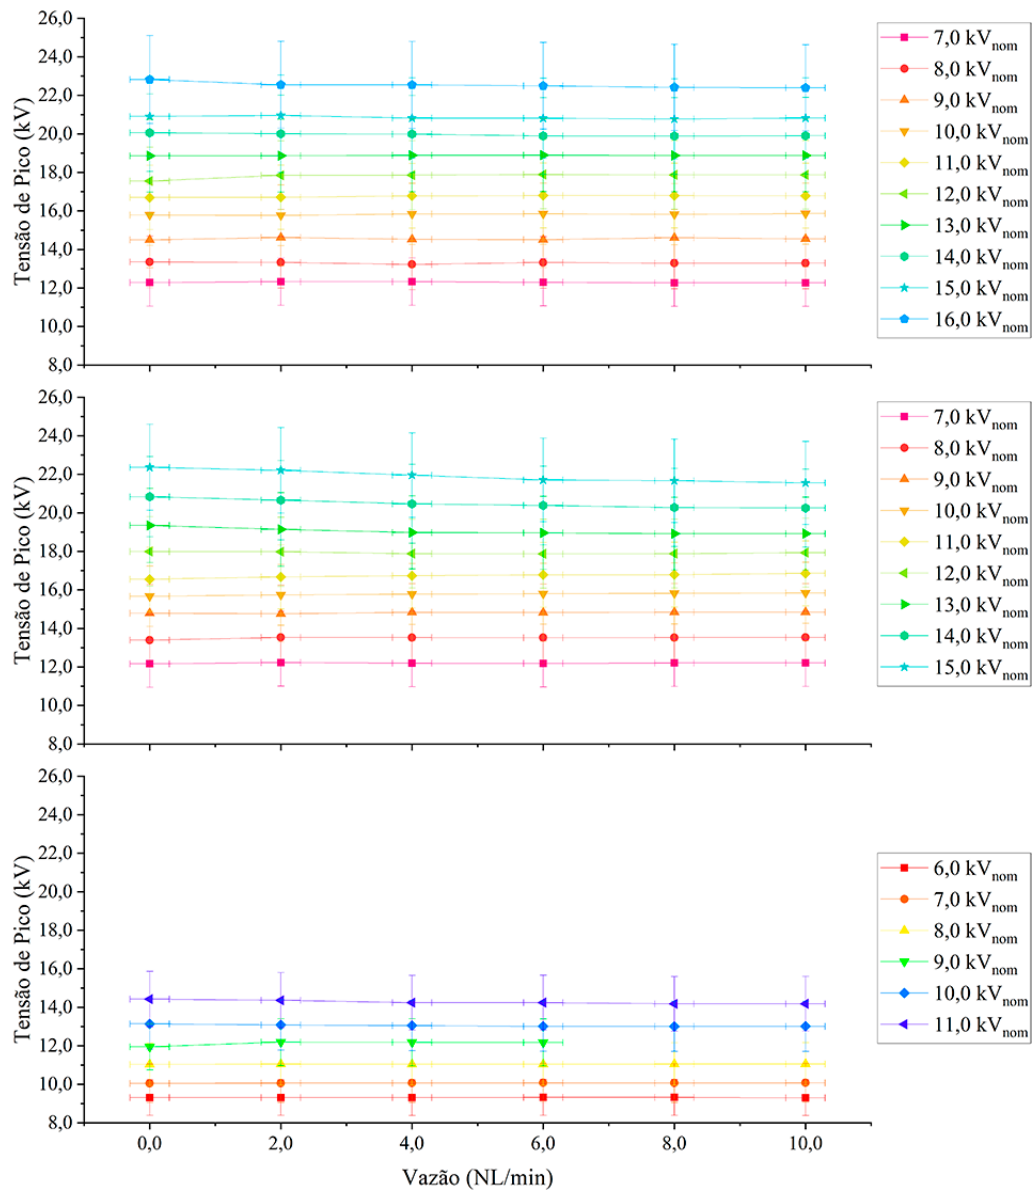 26,0
24,0
22,0
20,0
18,0
16,0
14,0
12,0
10,0
8,0
Tensão de Pico (kV)
7,0 kVnom
8,0 kVnom
9,0 kVnom
10,0 kVnom
11,0 kVnom
12,0 kVnom
13,0 kVnom
14,0 kVnom
15,0 kVnom
16,0 kVnom
26,0
24,0
22,0
20,0
18,0
16,0
14,0
12,0
10,0
8,0
Tensão de Pico (kV)
7,0 kVnom
8,0 kVnom
9,0 kVnom
10,0 kVnom
11,0 kVnom
12,0 kVnom
13,0 kVnom
14,0 kVnom
15,0 kVnom
26,0
24,0
22,0
20,0
18,0
16,0
14,0
12,0
10,0
8,0
Tensão de Pico (kV)
6,0 kVnom
7,0 kVnom
8,0 kVnom
9,0 kVnom
10,0 kVnom
11,0 kVnom
0,0 2,0 4,0 6,0 8,0 10,0
Vazão (NL/min)